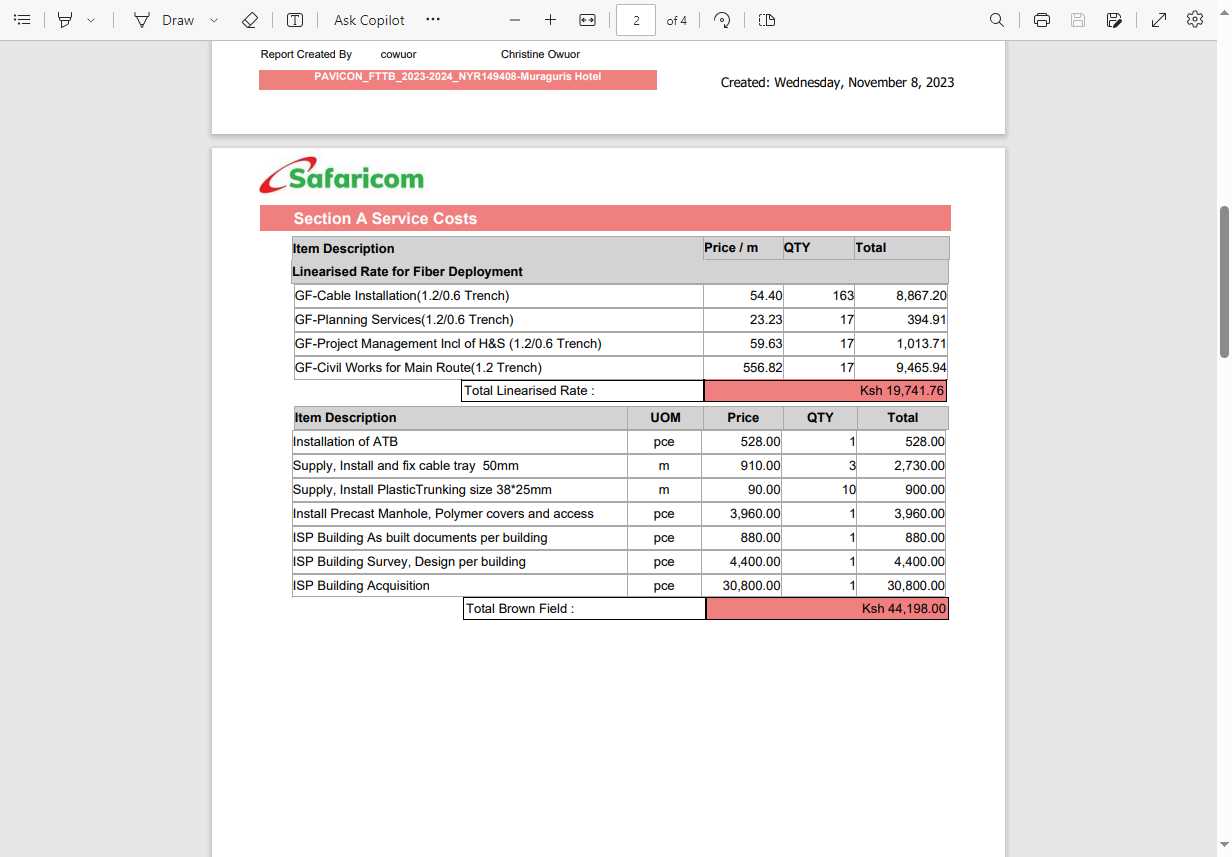 Draw Ask Copilot ... 2 of 4
Report Created By cowuor Christine Owuor
PAVICON_FTTB_2023-2024_NYR149408-Muraguris Hotel
Created: Wednesday, November 8, 2023
Safaricom
Section A Service Costs
Item Description Price / m QTY Total
Linearised Rate for Fiber Deployment
GF-Cable Installation(1.2/0.6 Trench) 54.40 163 8,867.20
GF-Planning Services(1.2/0.6 Trench) 23.23 17 394.91
GF-Project Management Incl of H&S (1.2/0.6 Trench) 59.63 17 1,013.71
GF-Civil Works for Main Route(1.2 Trench) 556.82 17 9,465.94
Total Linearised Rate : Ksh 19,741.76
Item Description UOM Price QTY Total
Installation of ATB pce 528.00 1 528.00
Supply, Install and fix cable tray 50mm m 910.00 3 2,730.00
Supply, Install PlasticTrunking size 38*25mm m 90.00 10 900.00
Install Precast Manhole, Polymer covers and access pce 3,960.00 1 3,960.00
ISP Building As built documents per building pce 880.00 1 880.00
ISP Building Survey, Design per building pce 4,400.00 1 4,400.00
ISP Building Acquisition pce 30,800.00 1 30,800.00
Total Brown Field : Ksh 44,198.00